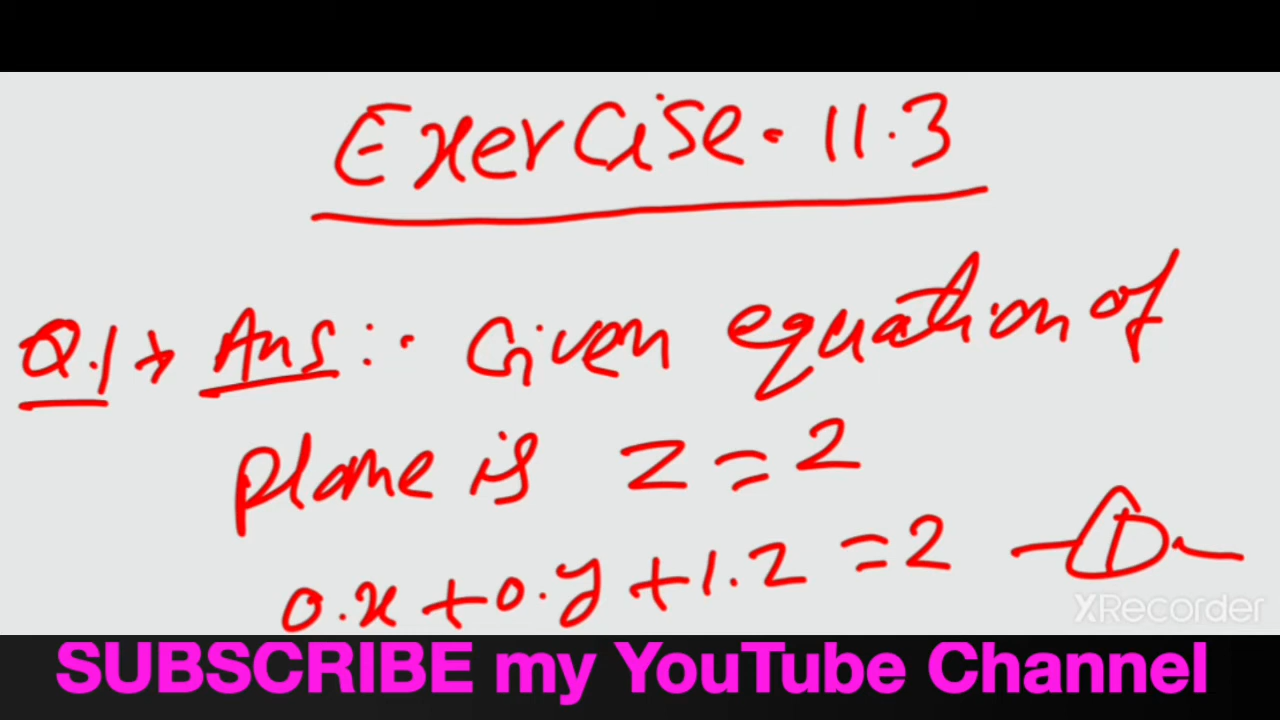 Exercise. 11.3
Q.1→ Ans:. Given equation of
plane is z = 2
0.x + 0.y + 1.z = 2 — ①
XRecorder
SUBSCRIBE my YouTube Channel